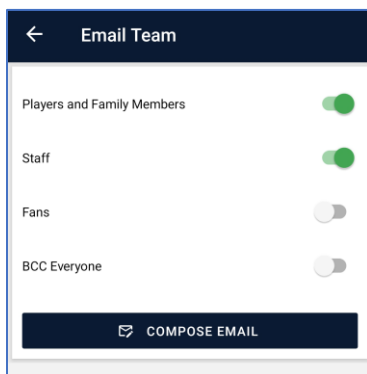 Email Team
Players and Family Members
Staff
Fans
BCC Everyone
COMPOSE EMAIL